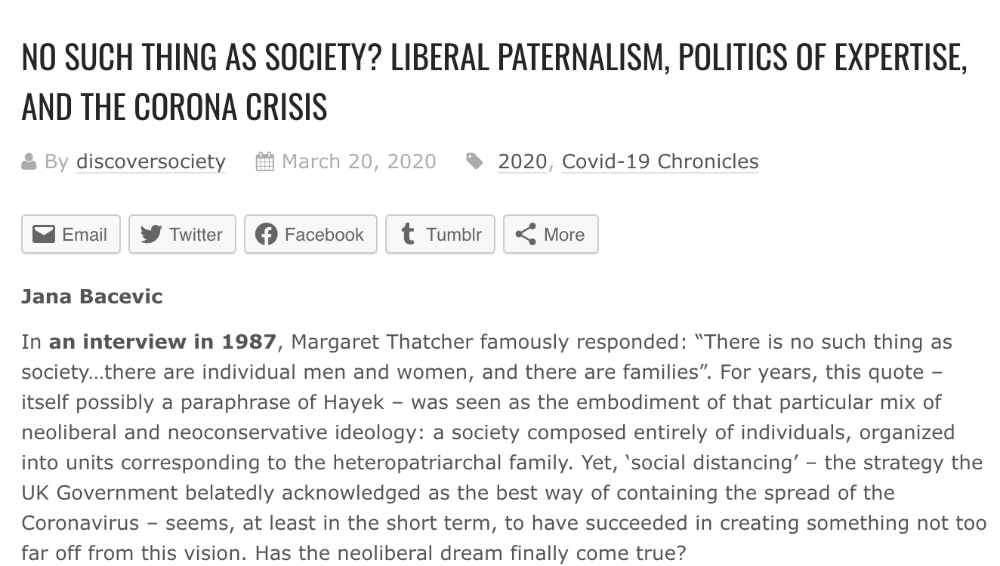 NO SUCH THING AS SOCIETY? LIBERAL PATERNALISM, POLITICS OF EXPERTISE,
AND THE CORONA CRISIS
By discoversociety March 20, 2020 2020, Covid-19 Chronicles
Email Twitter Facebook Tumblr More
Jana Bacevic
In an interview in 1987, Margaret Thatcher famously responded: “There is no such thing as
society…there are individual men and women, and there are families”. For years, this quote –
itself possibly a paraphrase of Hayek – was seen as the embodiment of that particular mix of
neoliberal and neoconservative ideology: a society composed entirely of individuals, organized
into units corresponding to the heteropatriarchal family. Yet, ‘social distancing’ – the strategy the
UK Government belatedly acknowledged as the best way of containing the spread of the
Coronavirus – seems, at least in the short term, to have succeeded in creating something not too
far off from this vision. Has the neoliberal dream finally come true?